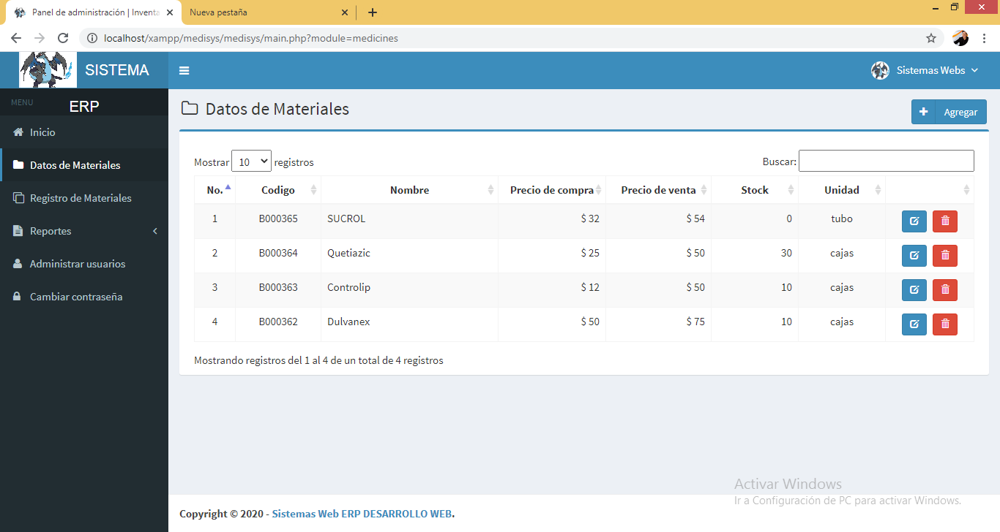 Panel de administración | Inventa
Nueva pestaña
localhost/xampp/medisys/medisys/main.php?module=medicines
SISTEMA
Sistemas Webs
MENU
ERP
Inicio
Datos de Materiales
Registro de Materiales
Reportes
Administrar usuarios
Cambiar contraseña
Datos de Materiales
Agregar
Mostrar 10 registros
Buscar:
No. Codigo Nombre Precio de compra Precio de venta Stock Unidad
1 B000365 SUCROL $ 32 $ 54 0 tubo
2 B000364 Quetiazic $ 25 $ 50 30 cajas
3 B000363 Controlip $ 12 $ 50 10 cajas
4 B000362 Dulvanex $ 50 $ 75 10 cajas
Mostrando registros del 1 al 4 de un total de 4 registros
Activar Windows
Ir a Configuración de PC para activar Windows.
Copyright © 2020 - Sistemas Web ERP DESARROLLO WEB.